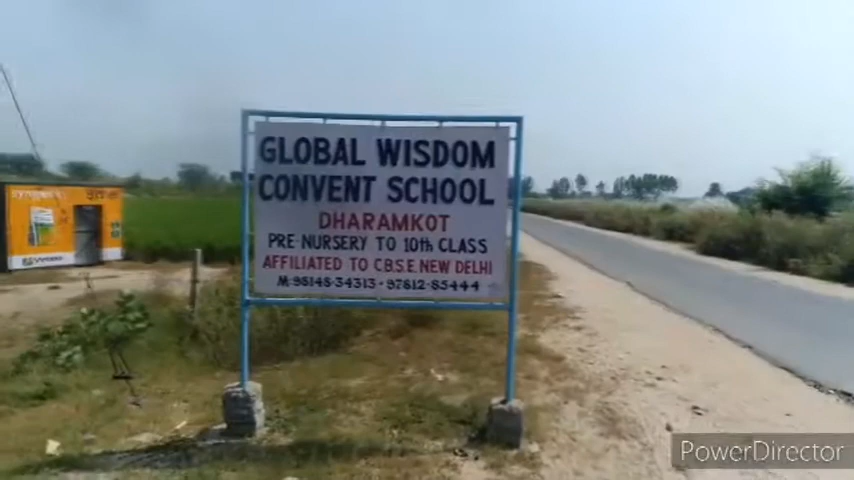 GLOBAL WISDOM
CONVENT SCHOOL
DHARAMKOT
PRE-NURSERY TO 10th CLASS
AFFILIATED TO C.B.S.E. NEW DELHI
M. 98148-34313 97812-85444
PowerDirector